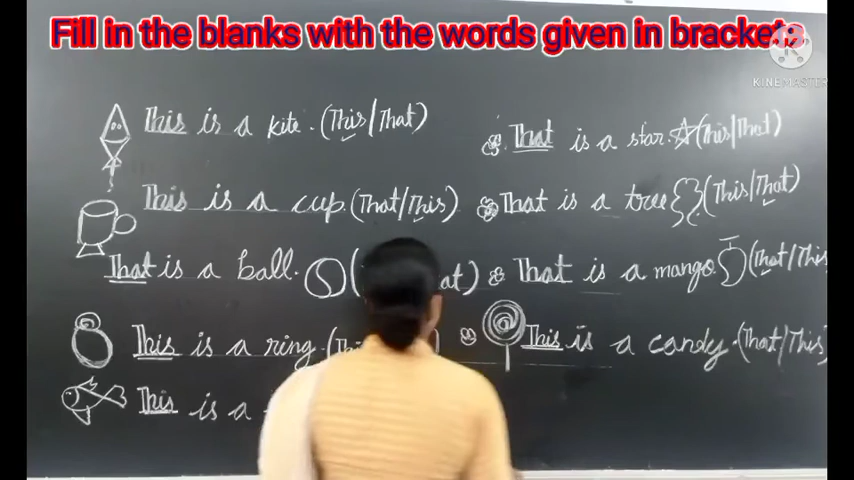 Fill in the blanks with the words given in brackets
KINEMASTER
This is a kite. (This/That)
That is a star. (This/That)
This is a cup. (That/This)
That is a tree (This/That)
That is a ball. (
at)
That is a mango. (That/This
This is a ring. (
This is a candy. (That/This)
This is a